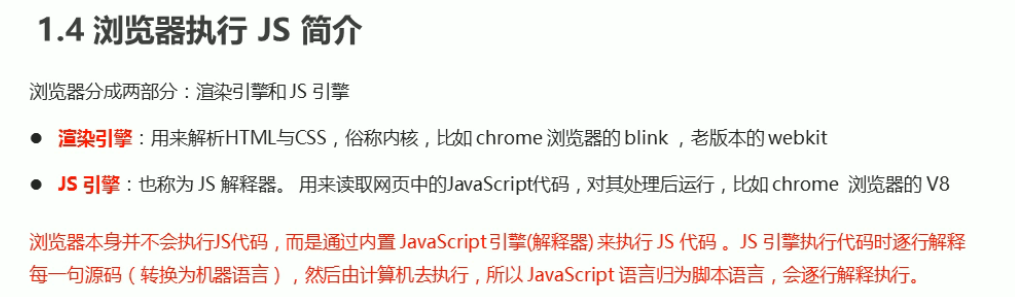 1.4 浏览器执行 JS 简介
浏览器分成两部分：渲染引擎和 JS 引擎
● 渲染引擎：用来解析HTML与CSS，俗称内核，比如 chrome 浏览器的 blink ，老版本的 webkit
● JS 引擎：也称为 JS 解释器。 用来读取网页中的JavaScript代码，对其处理后运行，比如 chrome 浏览器的 V8
浏览器本身并不会执行JS代码，而是通过内置 JavaScript 引擎(解释器) 来执行 JS 代码 。JS 引擎执行代码时逐行解释
每一句源码（转换为机器语言），然后由计算机去执行，所以 JavaScript 语言归为脚本语言，会逐行解释执行。